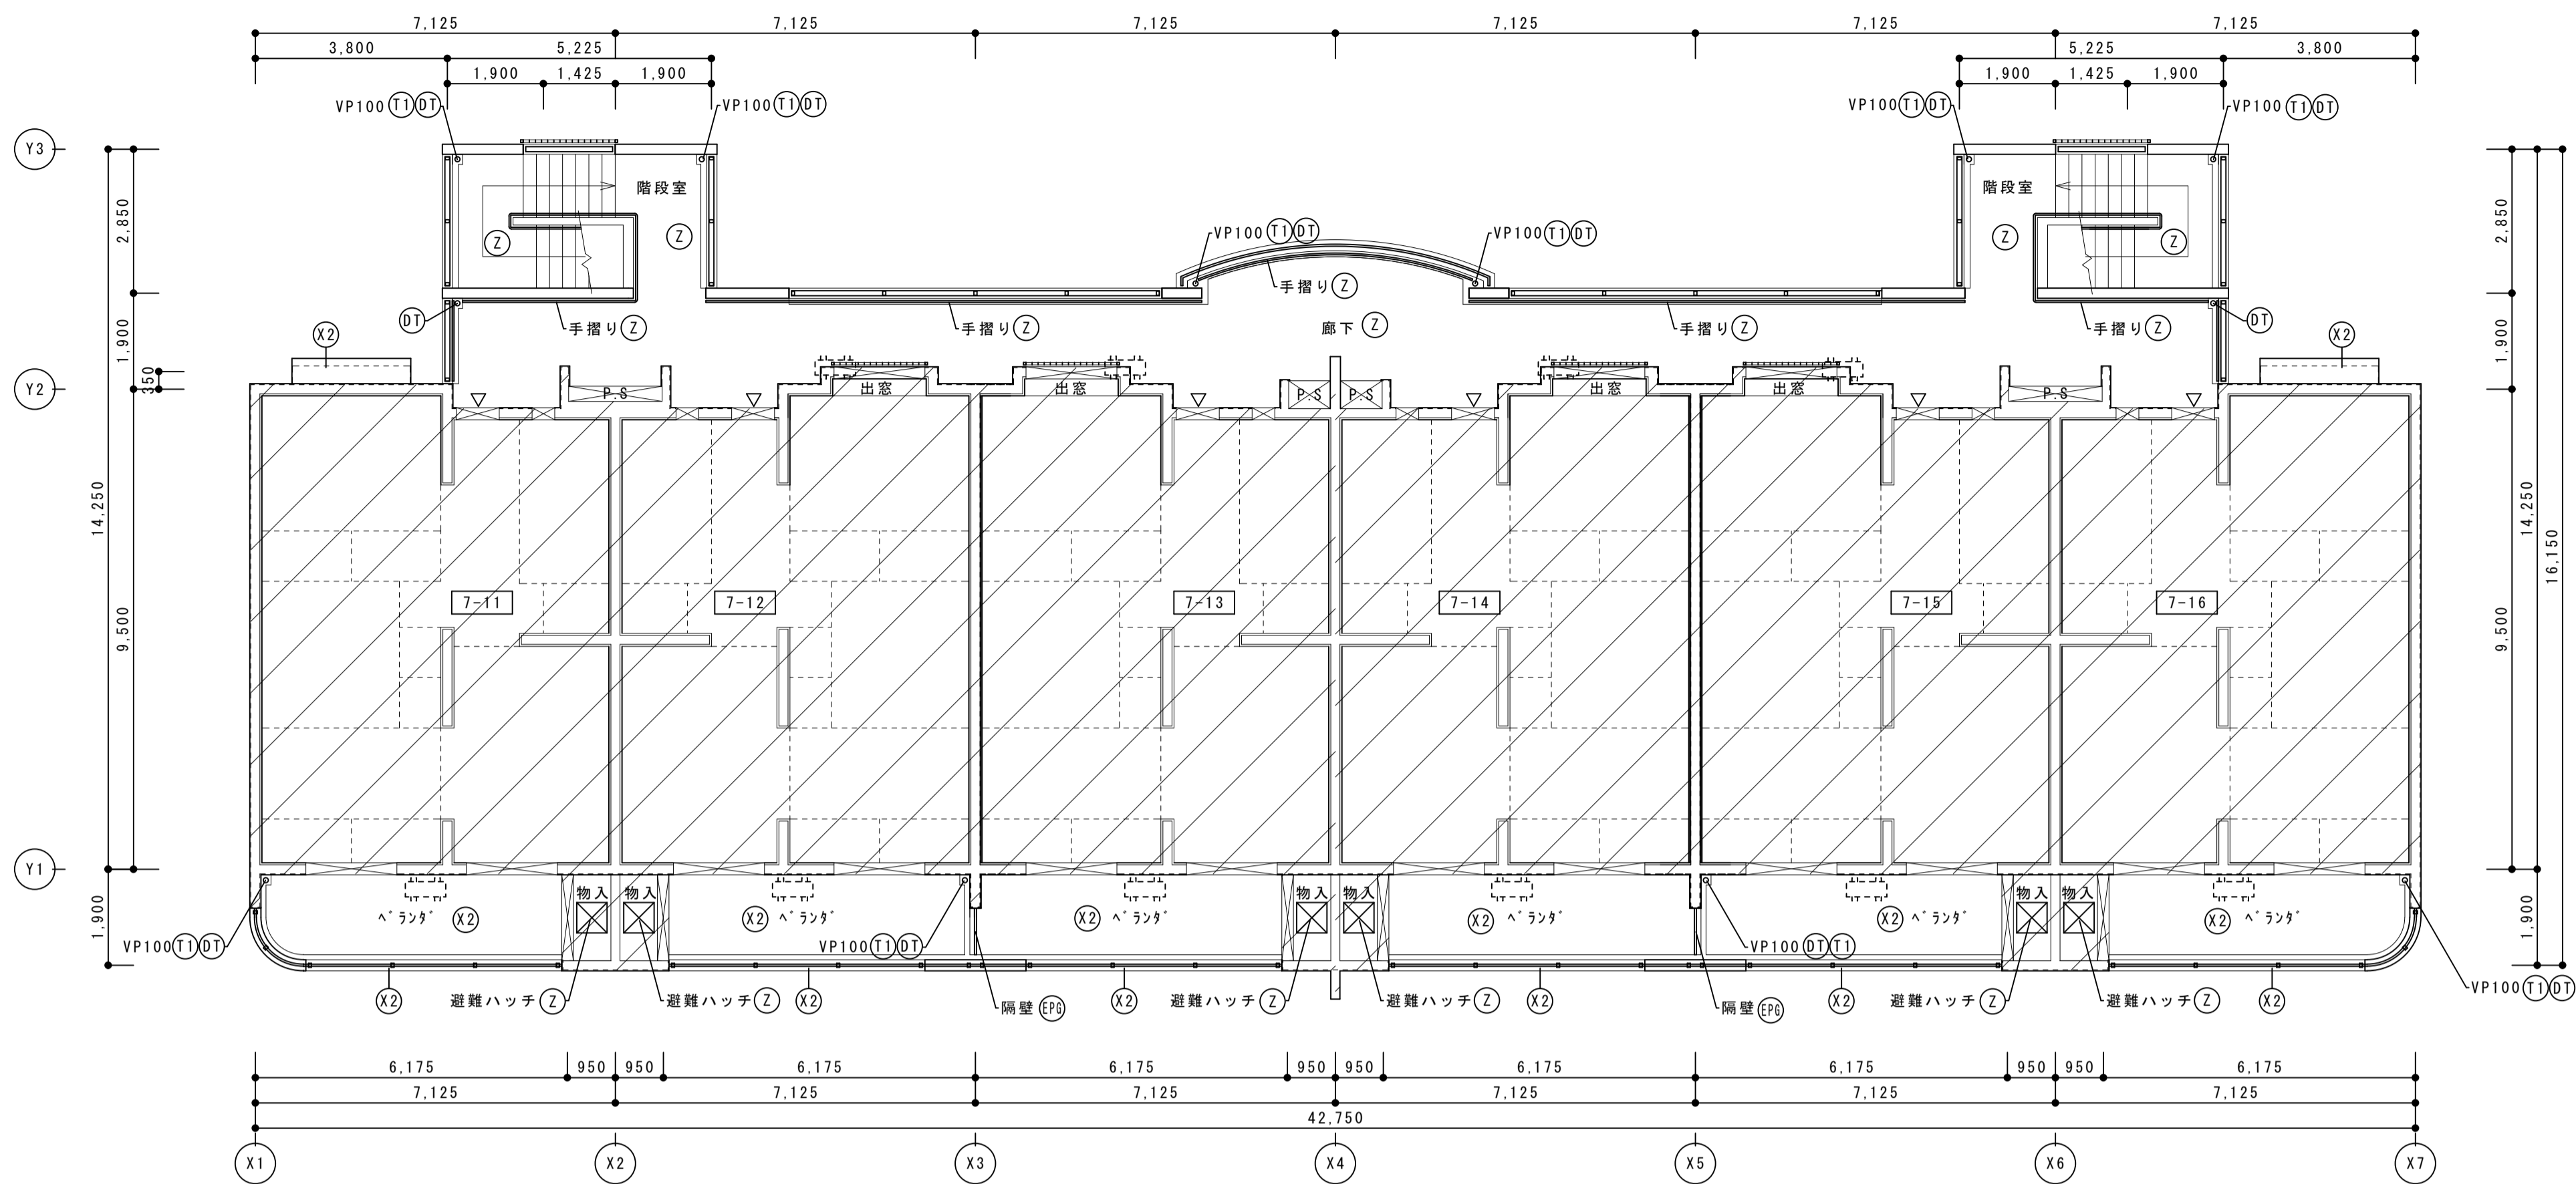 7,125 7,125 7,125 7,125 7,125 7,125
3,800 5,225 5,225 3,800
1,900 1,425 1,900 1,900 1,425 1,900
VP100 T1 DT VP100 T1 DT VP100 T1 DT VP100 T1 DT
Y3
階段室 階段室
2,850 2,850
Z Z VP100 T1 DT VP100 T1 DT Z Z
手摺り Z
DT 手摺り Z 手摺り Z 廊下 Z 手摺り Z 手摺り Z DT
1,900 X2 X2 1,900
Y2
350
出窓 出窓 出窓 出窓
P.S P.S P.S P.S
14,250 14,250
16,150
9,500 9,500
7-11 7-12 7-13 7-14 7-15 7-16
Y1
物入 物入 物入 物入 物入 物入
ベランダ X2 X2 ベランダ X2 ベランダ X2 ベランダ X2 ベランダ X2 ベランダ
1,900 1,900
VP100 T1 DT VP100 T1 DT VP100 DT T1
VP100 T1 DT
X2 避難ハッチ Z 避難ハッチ Z X2 隔壁 EPG X2 避難ハッチ Z 避難ハッチ Z X2 隔壁 EPG X2 避難ハッチ Z 避難ハッチ Z X2
6,175 950 950 6,175 6,175 950 950 6,175 6,175 950 950 6,175
7,125 7,125 7,125 7,125 7,125 7,125
42,750
X1 X2 X3 X4 X5 X6 X7